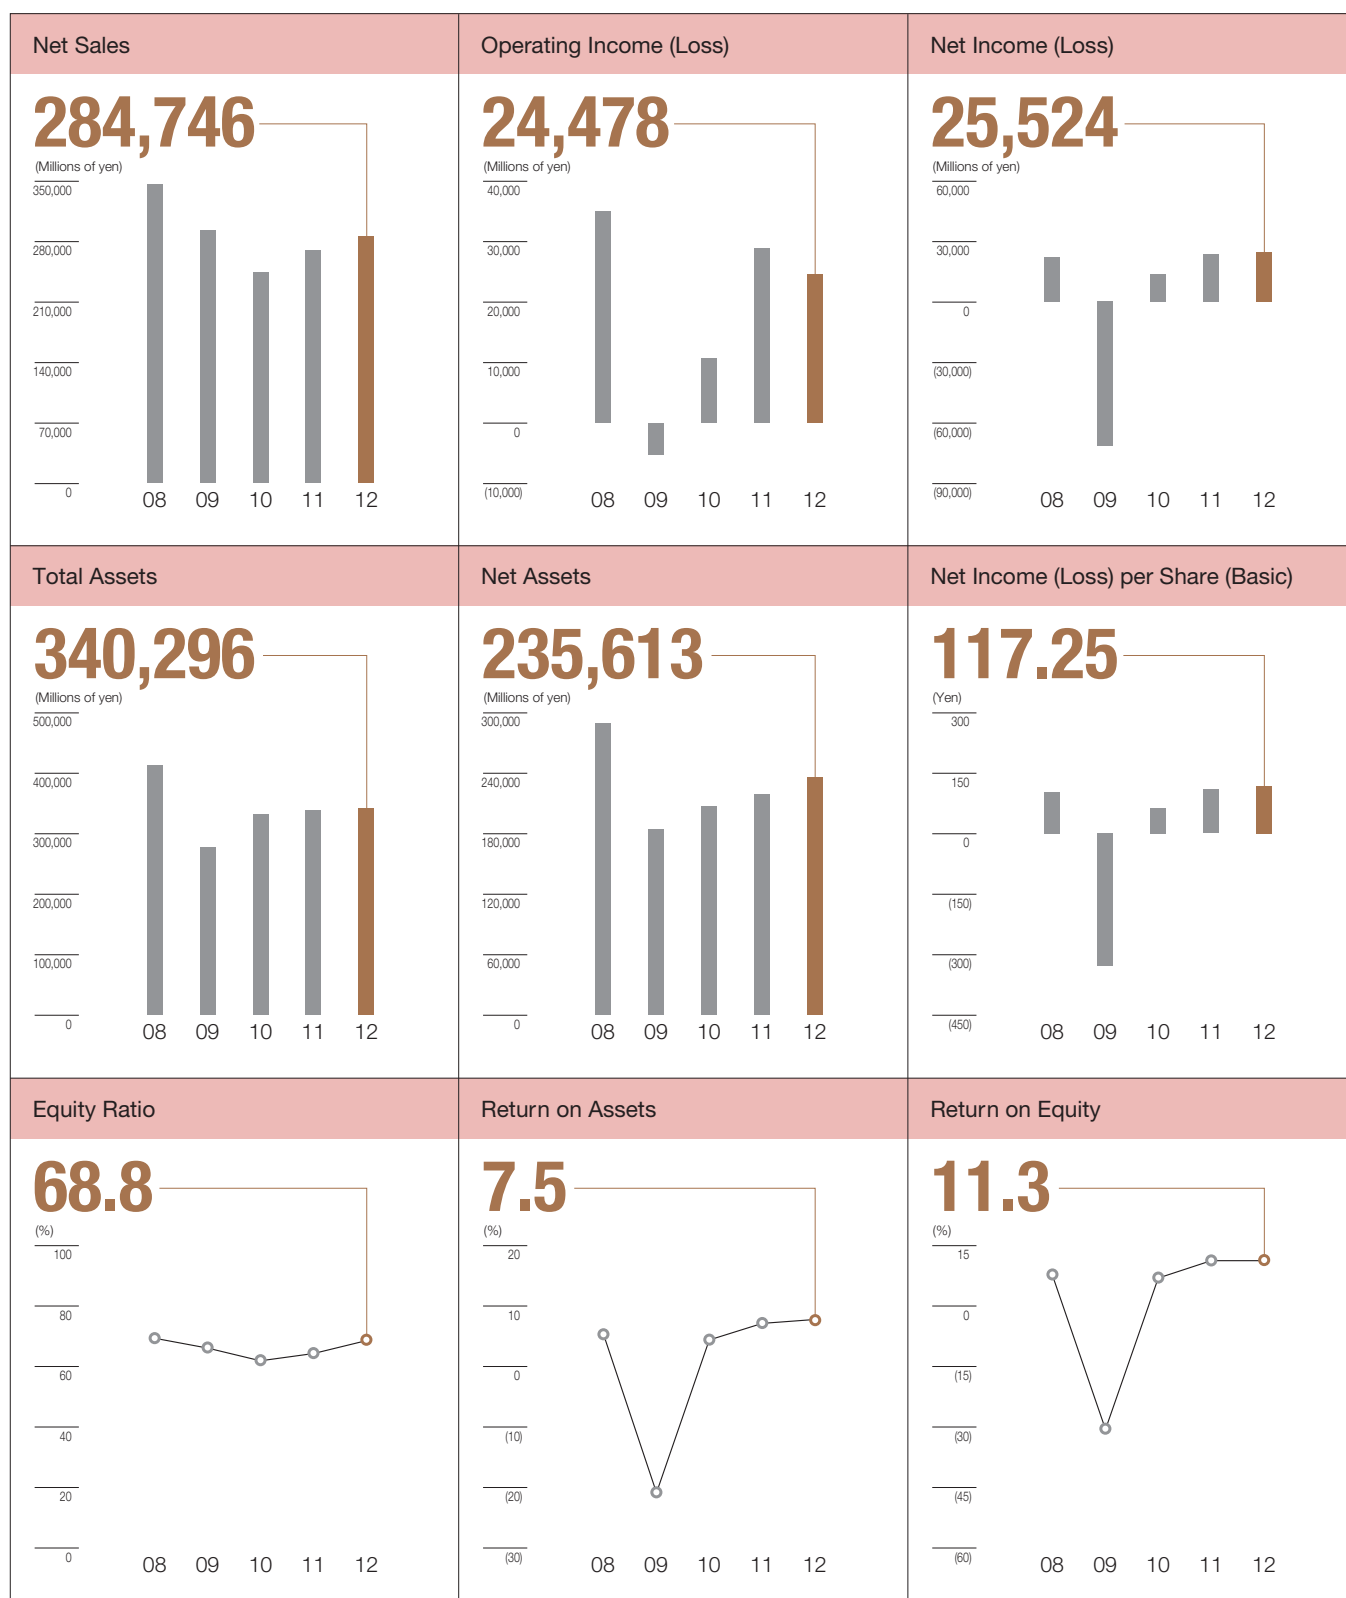 Net Sales
284,746
(Millions of yen)
350,000
280,000
210,000
140,000
70,000
0
08 09 10 11 12
Operating Income (Loss)
24,478
(Millions of yen)
40,000
30,000
20,000
10,000
0
(10,000)
08 09 10 11 12
Net Income (Loss)
25,524
(Millions of yen)
60,000
30,000
0
(30,000)
(60,000)
(90,000)
08 09 10 11 12
Total Assets
340,296
(Millions of yen)
500,000
400,000
300,000
200,000
100,000
0
08 09 10 11 12
Net Assets
235,613
(Millions of yen)
300,000
240,000
180,000
120,000
60,000
0
08 09 10 11 12
Net Income (Loss) per Share (Basic)
117.25
(Yen)
300
150
0
(150)
(300)
(450)
08 09 10 11 12
Equity Ratio
68.8
(%)
100
80
60
40
20
0
08 09 10 11 12
Return on Assets
7.5
(%)
20
10
0
(10)
(20)
(30)
08 09 10 11 12
Return on Equity
11.3
(%)
15
0
(15)
(30)
(45)
(60)
08 09 10 11 12